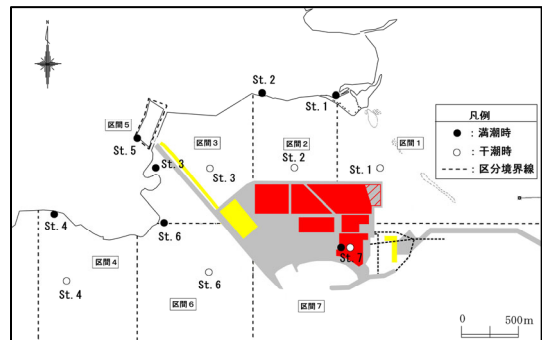 St. 2
St. 1
凡例
● : 満潮時
○ : 干潮時
---- : 区分境界線
区間5
St. 5
区間3
区間2
区間1
St. 3
St. 3
St. 2
St. 1
St. 4
St. 6
St. 7
区間4
St. 4
St. 6
区間6
区間7
0 500m